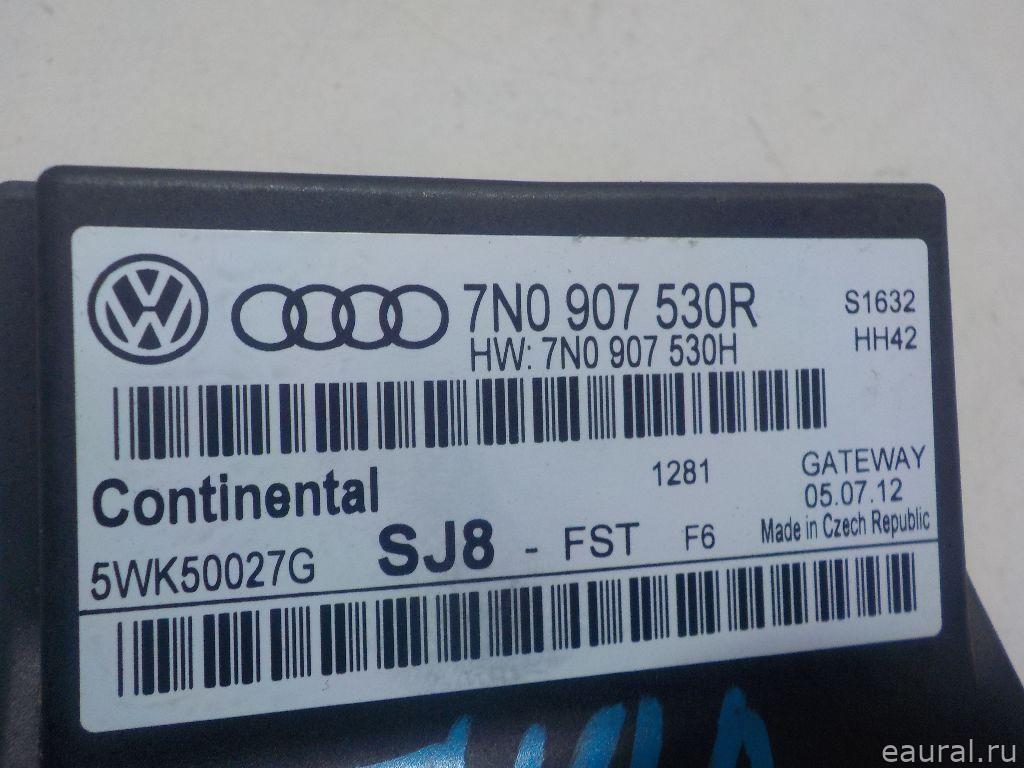 7N0 907 530R
HW: 7N0 907 530H
S1632
HH42
Continental
1281
GATEWAY
05.07.12
5WK50027G
SJ8 - FST F6
Made in Czech Republic
eaural.ru